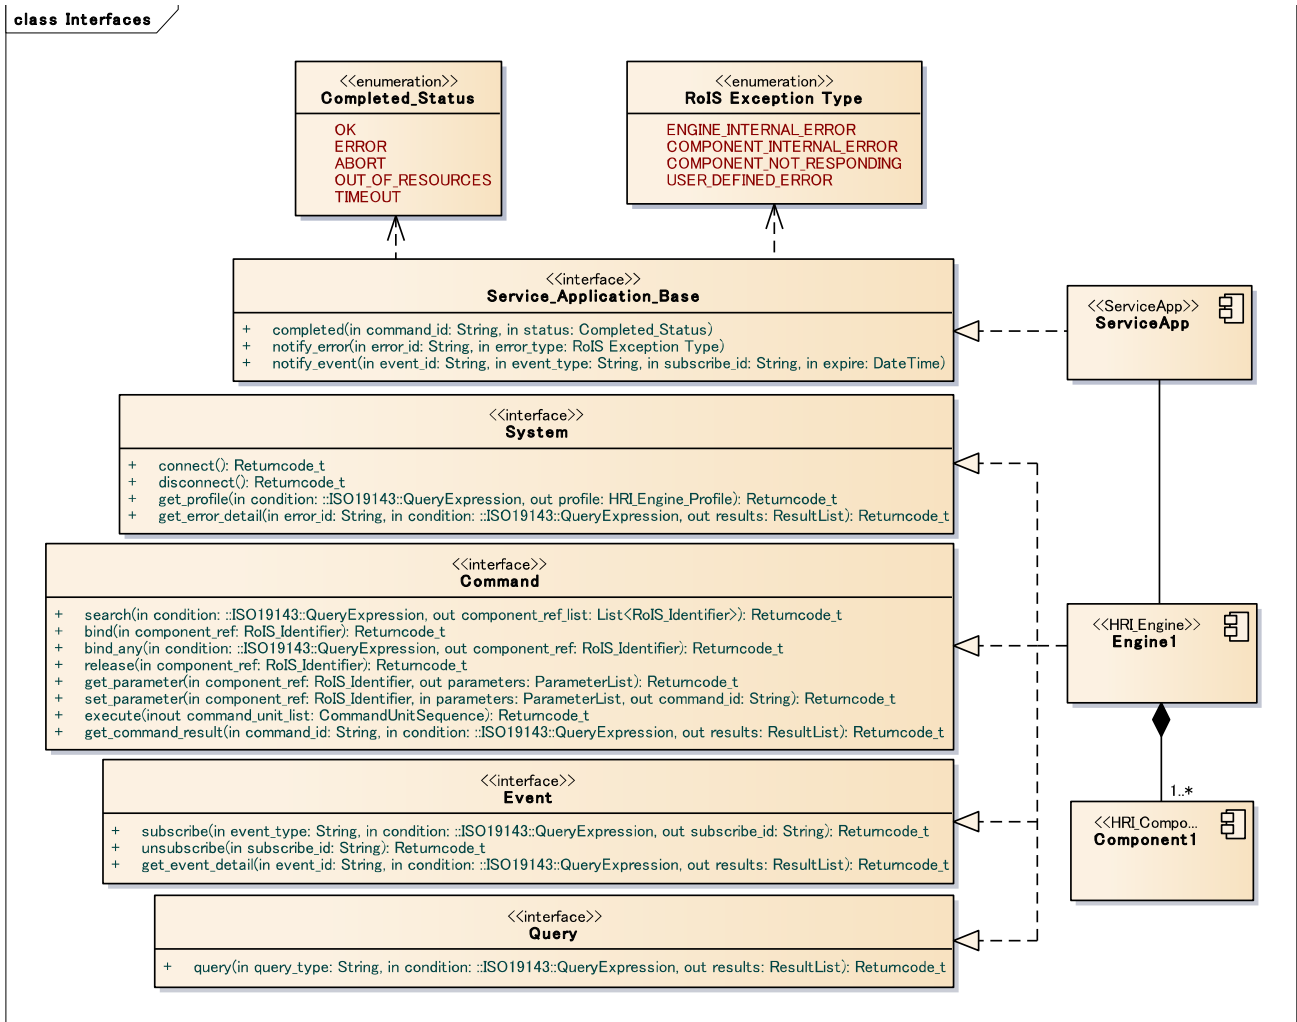 class Interfaces
<<enumeration>>
Completed_Status
OK
ERROR
ABORT
OUT_OF_RESOURCES
TIMEOUT
<<enumeration>>
RoIS Exception Type
ENGINE_INTERNAL_ERROR
COMPONENT_INTERNAL_ERROR
COMPONENT_NOT_RESPONDING
USER_DEFINED_ERROR
<<interface>>
Service_Application_Base
+ completed(in command_id: String, in status: Completed_Status)
+ notify_error(in error_id: String, in error_type: RoIS Exception Type)
+ notify_event(in event_id: String, in event_type: String, in subscribe_id: String, in expire: DateTime)
<<ServiceApp>>
ServiceApp
<<interface>>
System
+ connect(): Returncode_t
+ disconnect(): Returncode_t
+ get_profile(in condition: ::ISO19143::QueryExpression, out profile: HRI_Engine_Profile): Returncode_t
+ get_error_detail(in error_id: String, in condition: ::ISO19143::QueryExpression, out results: ResultList): Returncode_t
<<interface>>
Command
+ search(in condition: ::ISO19143::QueryExpression, out component_ref_list: List<RoIS_Identifier>): Returncode_t
+ bind(in component_ref: RoIS_Identifier): Returncode_t
+ bind_any(in condition: ::ISO19143::QueryExpression, out component_ref: RoIS_Identifier): Returncode_t
+ release(in component_ref: RoIS_Identifier): Returncode_t
+ get_parameter(in component_ref: RoIS_Identifier, out parameters: ParameterList): Returncode_t
+ set_parameter(in component_ref: RoIS_Identifier, in parameters: ParameterList, out command_id: String): Returncode_t
+ execute(inout command_unit_list: CommandUnitSequence): Returncode_t
+ get_command_result(in command_id: String, in condition: ::ISO19143::QueryExpression, out results: ResultList): Returncode_t
<<HRI_Engine>>
Engine1
<<interface>>
Event
+ subscribe(in event_type: String, in condition: ::ISO19143::QueryExpression, out subscribe_id: String): Returncode_t
+ unsubscribe(in subscribe_id: String): Returncode_t
+ get_event_detail(in event_id: String, in condition: ::ISO19143::QueryExpression, out results: ResultList): Returncode_t
1..*
<<HRI_Compo...
Component1
<<interface>>
Query
+ query(in query_type: String, in condition: ::ISO19143::QueryExpression, out results: ResultList): Returncode_t